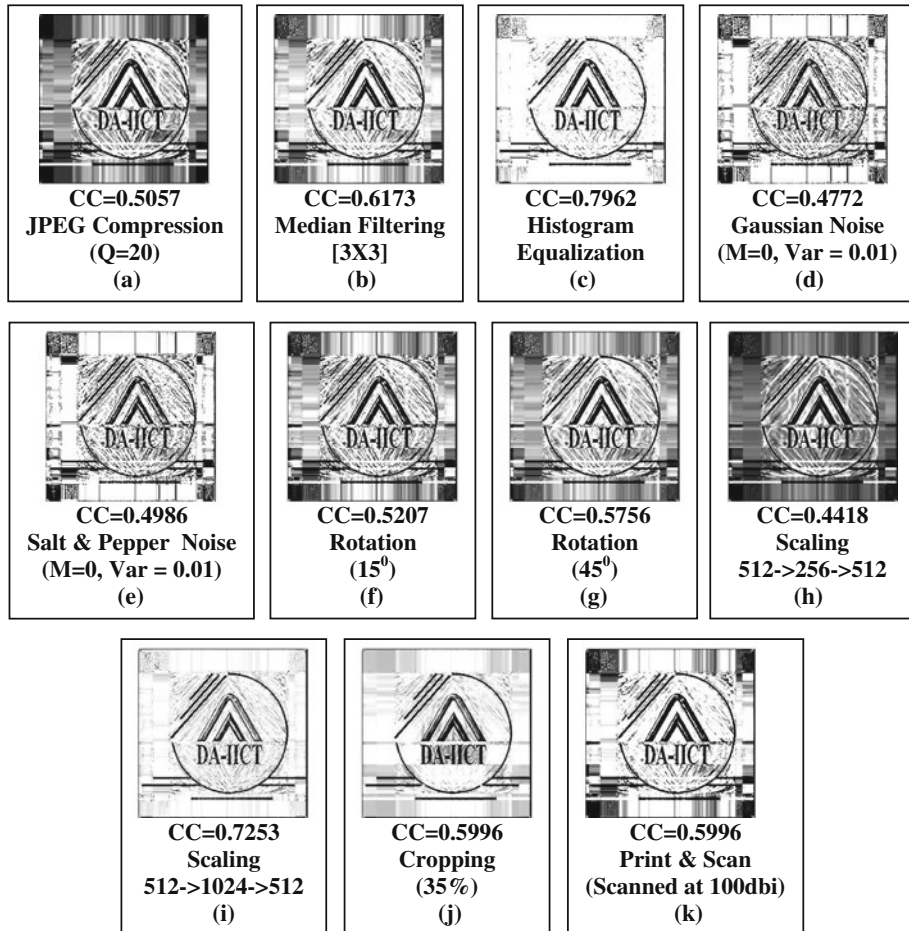 DA-IICT
CC=0.5057
JPEG Compression
(Q=20)
(a)
DA-IICT
CC=0.6173
Median Filtering
[3X3]
(b)
DA-IICT
CC=0.7962
Histogram
Equalization
(c)
DA-IICT
CC=0.4772
Gaussian Noise
(M=0, Var = 0.01)
(d)
DA-IICT
CC=0.4986
Salt & Pepper Noise
(M=0, Var = 0.01)
(e)
DA-IICT
CC=0.5207
Rotation
(15⁰)
(f)
DA-IICT
CC=0.5756
Rotation
(45⁰)
(g)
DA-IICT
CC=0.4418
Scaling
512->256->512
(h)
DA-IICT
CC=0.7253
Scaling
512->1024->512
(i)
DA-IICT
CC=0.5996
Cropping
(35%)
(j)
DA-IICT
CC=0.5996
Print & Scan
(Scanned at 100dbi)
(k)